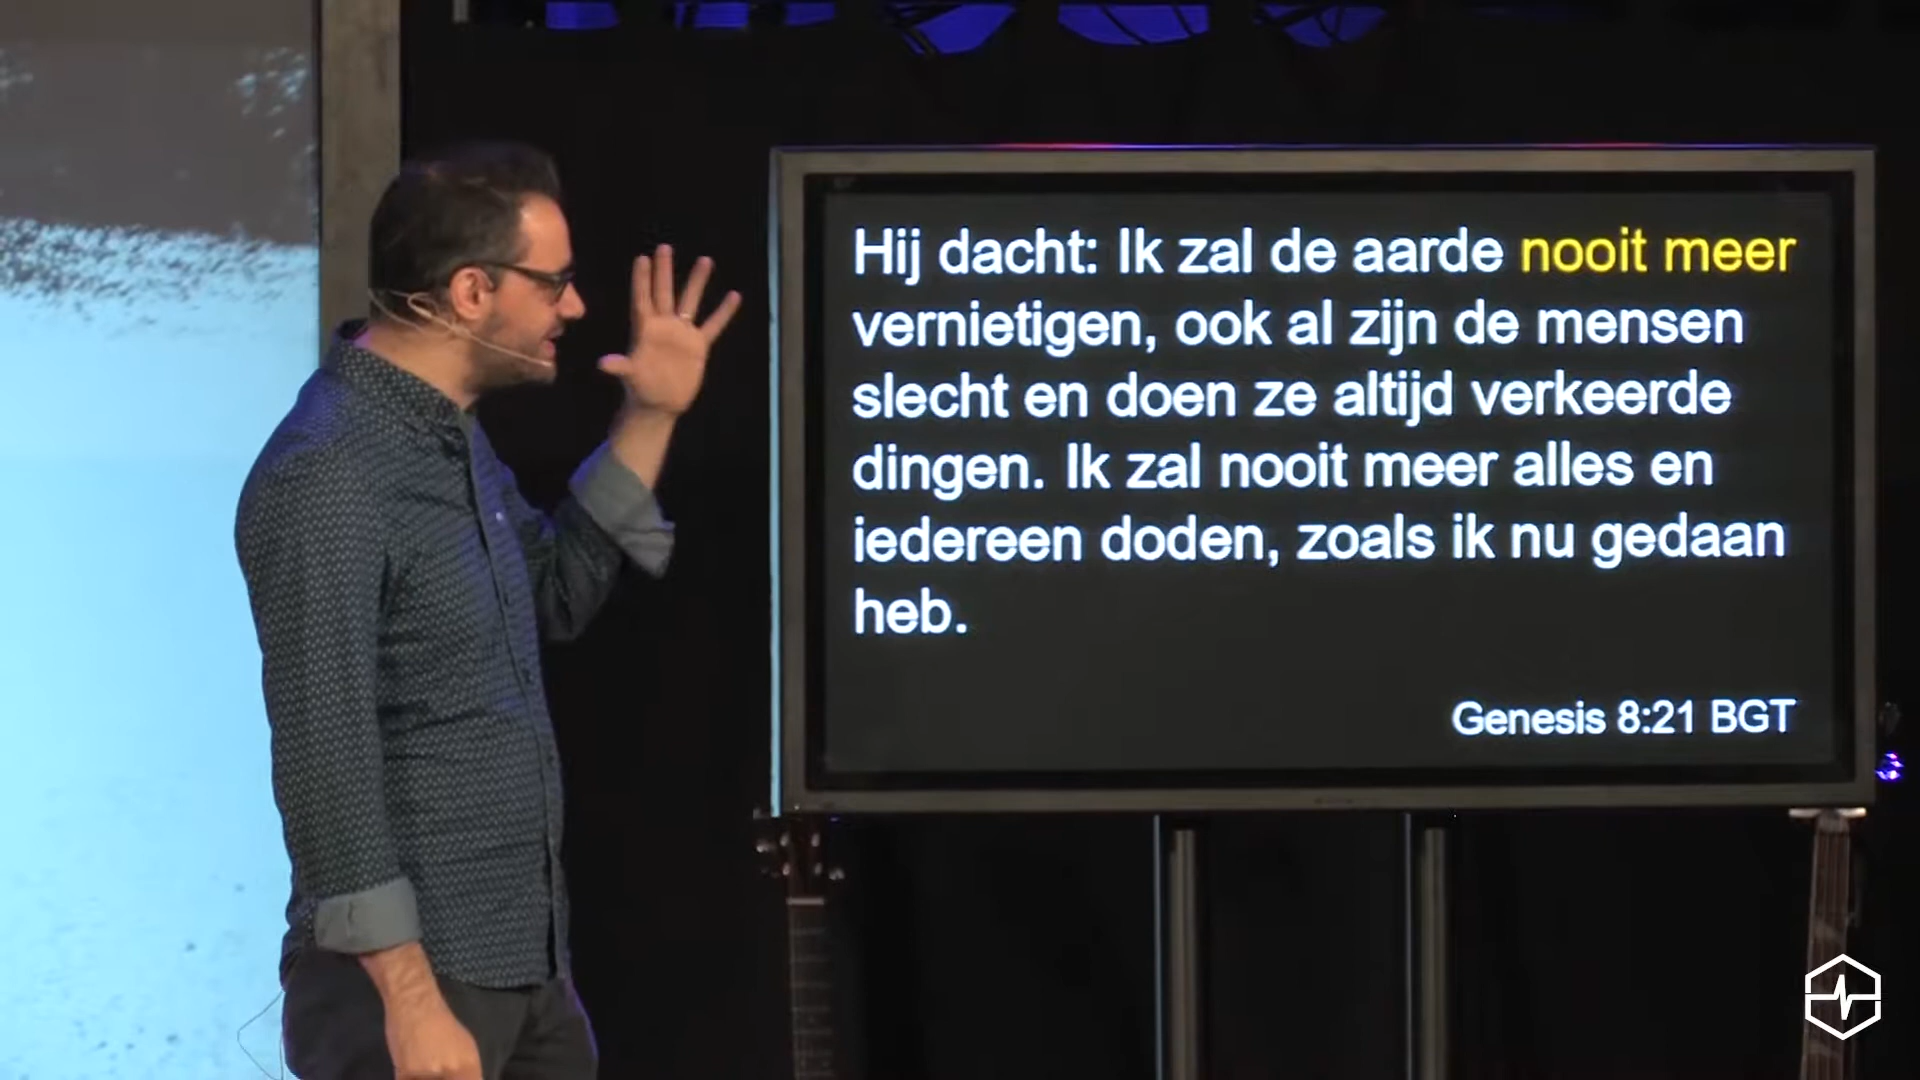 Hij dacht: Ik zal de aarde nooit meer
vernietigen, ook al zijn de mensen
slecht en doen ze altijd verkeerde
dingen. Ik zal nooit meer alles en
iedereen doden, zoals ik nu gedaan
heb.
Genesis 8:21 BGT